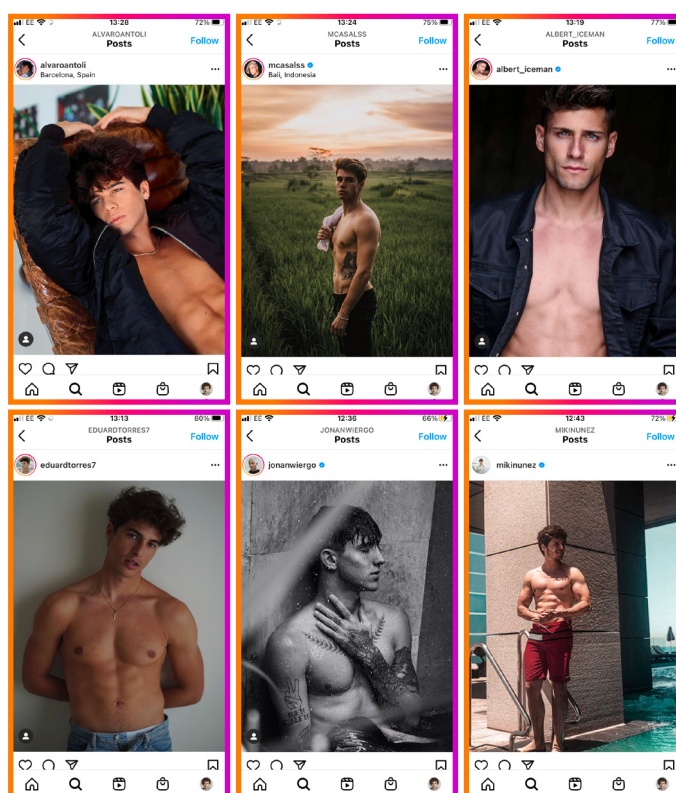 EE 13:28 72%
ALVAROANTOLI
Posts
Follow
alvaroantoli
Barcelona, Spain
EE 13:24 75%
MCASALSS
Posts
Follow
mcasalss
Bali, Indonesia
EE 13:19 77%
ALBERT_ICEMAN
Posts
Follow
albert_iceman
EE 13:13 80%
EDUARDTORRES7
Posts
Follow
eduardtorres7
EE 12:36 66%
JONANWIERGO
Posts
Follow
jonanwiergo
EE 12:43 72%
MIKINUNEZ
Posts
Follow
mikinunez